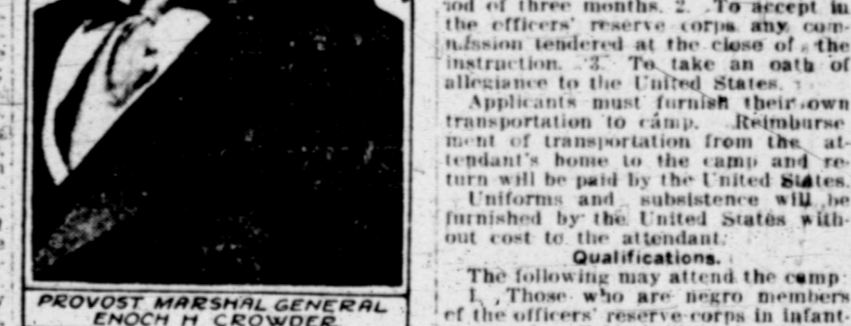 PROVOST MARSHAL GENERAL
ENOCH H CROWDER
iod of three months. 2. To accept in
the officers' reserve corps any com-
mission tendered at the close of the
instruction. 3. To take an oath of
allegiance to the United States.
Applicants must furnish their own
transportation to camp. Reimburse
ment of transportation from the at-
tendant's home to the camp and re-
turn will be paid by the United States.
Uniforms and subsistence will be
furnished by the United States with-
out cost to the attendant.
Qualifications.
The following may attend the camp
1. Those who are negro members
of the officers' reserve corps in infant-